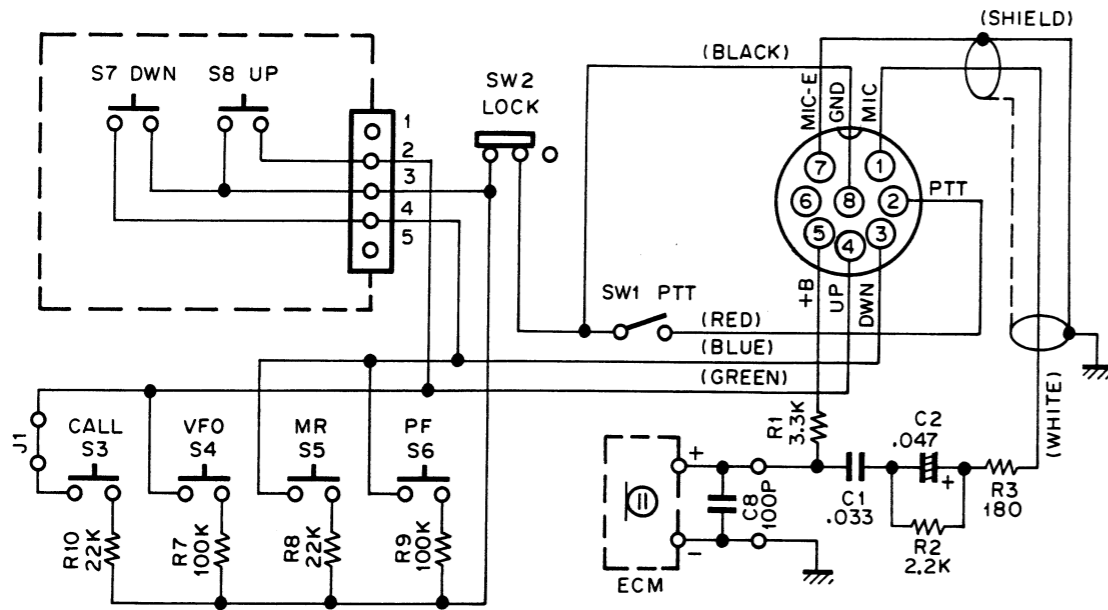 (SHIELD)
(BLACK)
S7 DWN
S8 UP
SW2
LOCK
MIC-E
GND
MIC
1
2
3
4
5
7
1
6
8
2
PTT
5
4
3
+B
UP
DWN
SW1 PTT
(RED)
(BLUE)
(GREEN)
(WHITE)
J1
CALL
S3
VFO
S4
MR
S5
PF
S6
R10
22K
R7
100K
R8
22K
R9
100K
R1
3.3K
+
-
ECM
C8
100P
C1
.033
C2
.047
+
R2
2.2K
R3
180